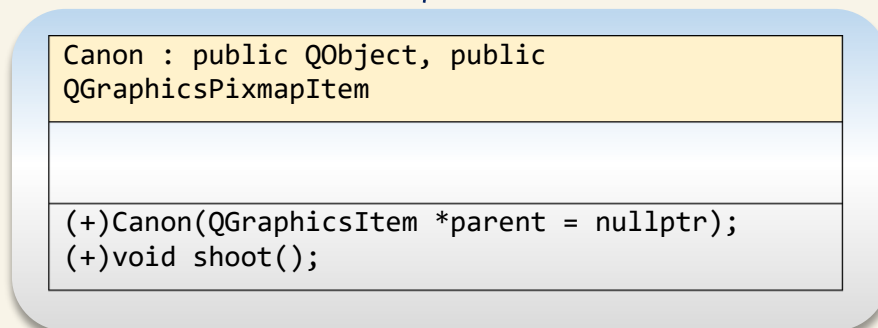 Canon : public QObject, public
QGraphicsPixmapItem
(+)Canon(QGraphicsItem *parent = nullptr);
(+)void shoot();